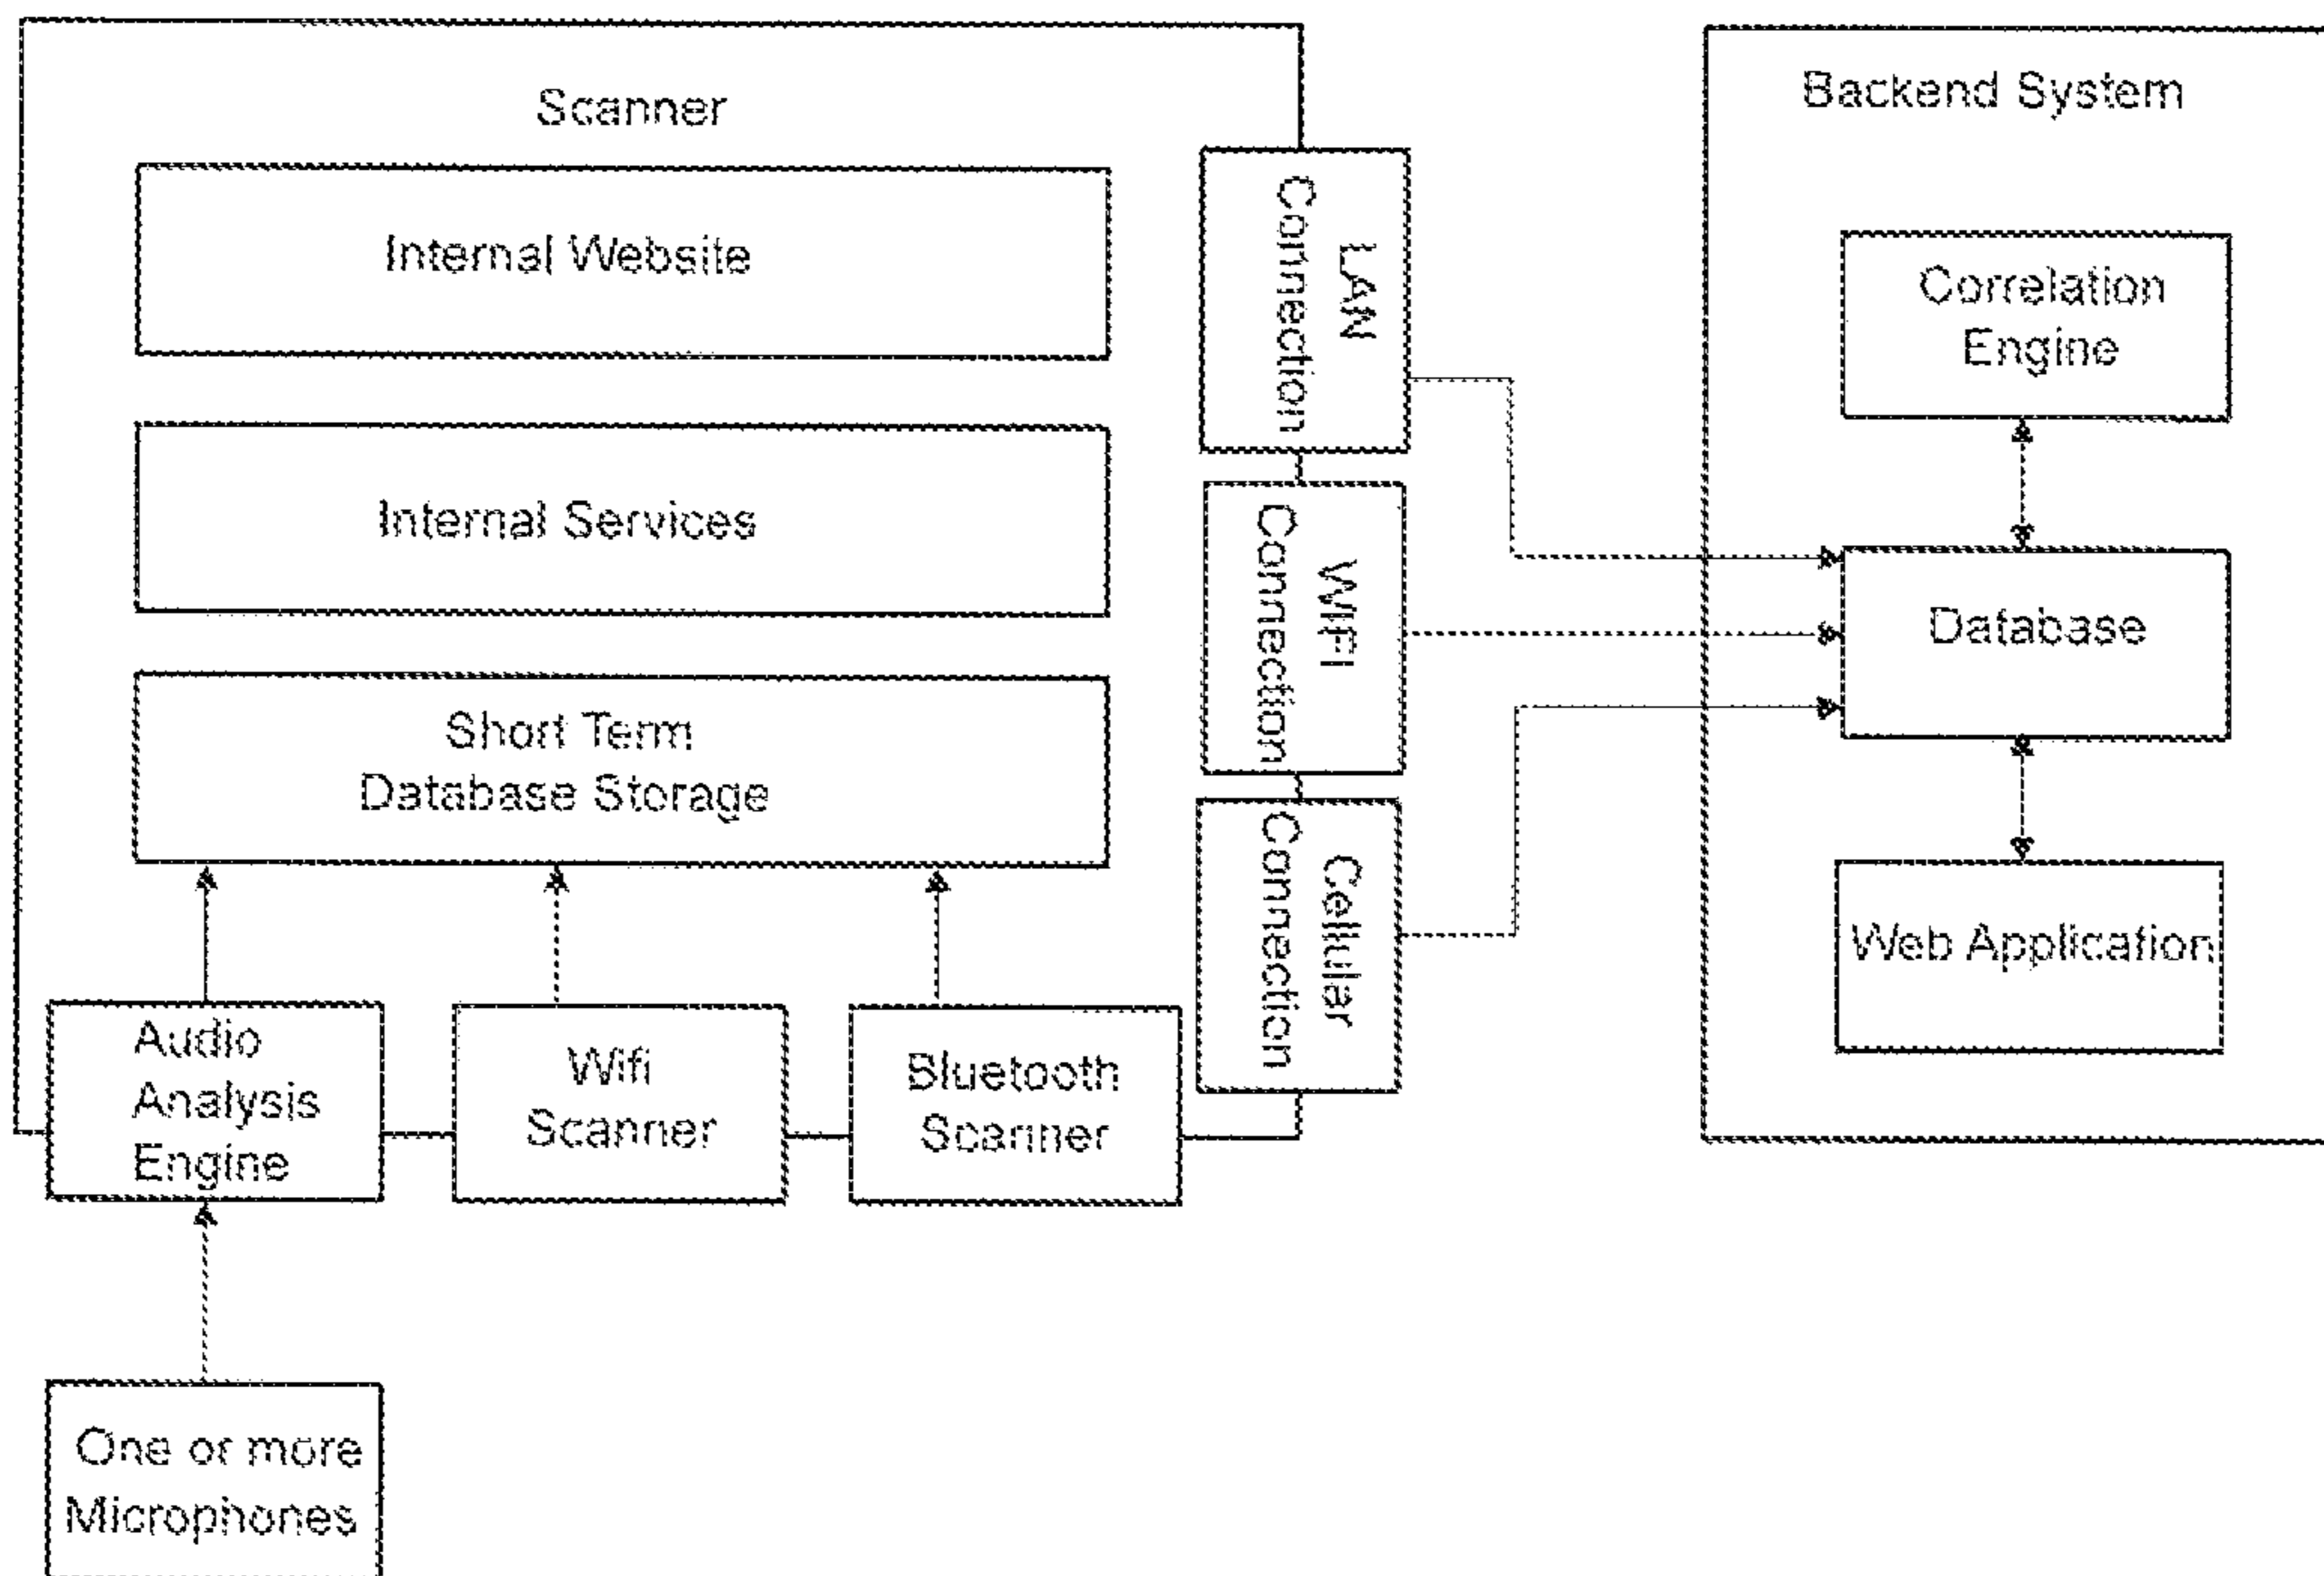 Scanner
Internal Website
Internal Services
Short Term
Database Storage
Audio
Analysis
Engine
Wifi
Scanner
Bluetooth
Scanner
One or more
Microphones
LAN
Connection
WIFI
Connection
Cellular
Connection
Backend System
Correlation
Engine
Database
Web Application